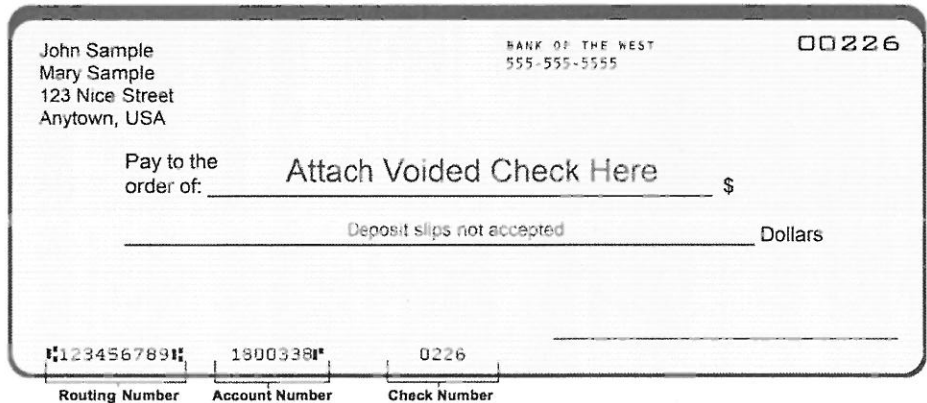 John Sample
Mary Sample
123 Nice Street
Anytown, USA
BANK OF THE WEST
555-555-5555
00226
Pay to the
order of: Attach Voided Check Here $
Deposit slips not accepted Dollars
⑆123456789⑆ 1800338⑈ 0226
Routing Number Account Number Check Number